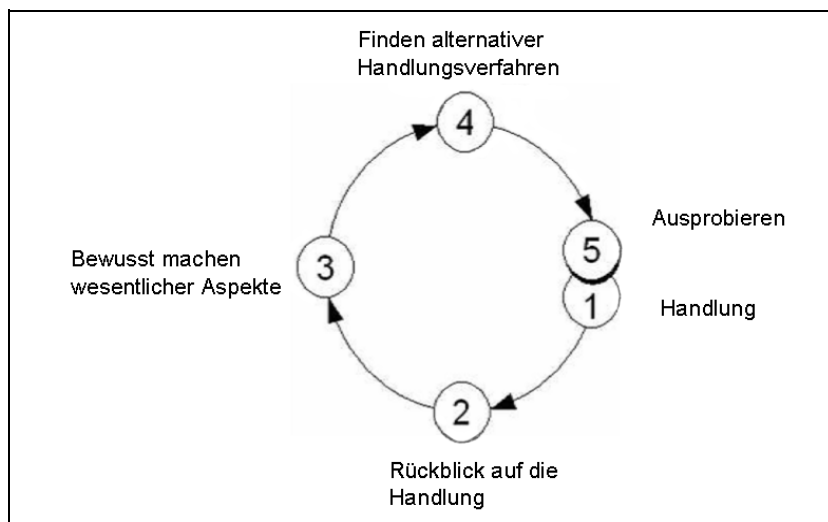 Finden alternativer
Handlungsverfahren
4
Ausprobieren
5
Bewusst machen
wesentlicher Aspekte
3
1
Handlung
2
Rückblick auf die
Handlung